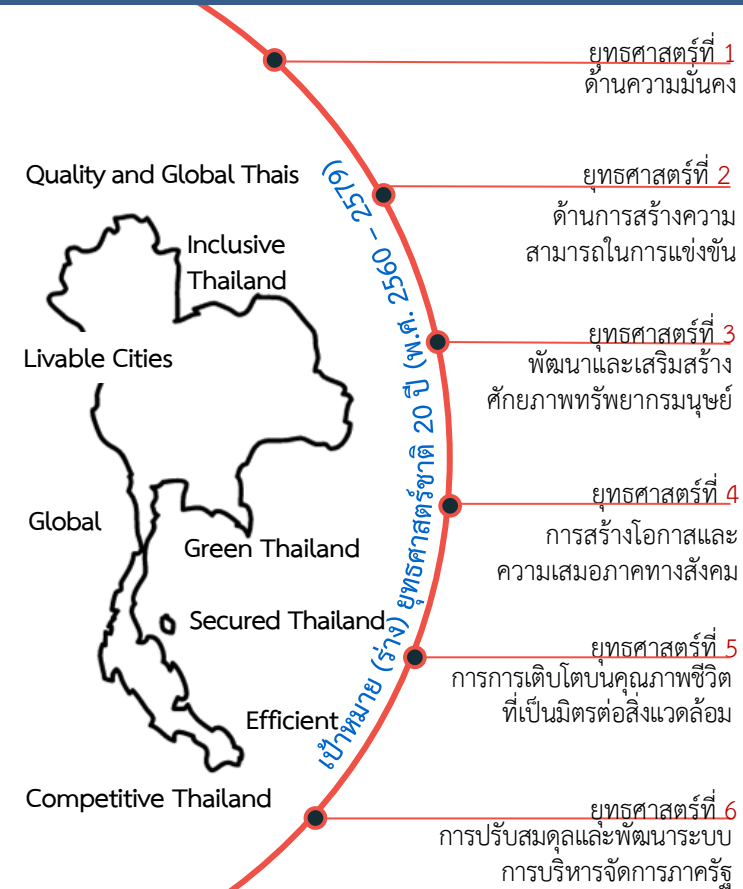 Quality and Global Thais
Inclusive
Thailand
Livable Cities
Global
Green Thailand
Secured Thailand
Efficient
Competitive Thailand
เป้าหมาย (ร่าง) ยุทธศาสตร์ชาติ 20 ปี (พ.ศ. 2560 – 2579)
ยุทธศาสตร์ที่ 1
ด้านความมั่นคง
ยุทธศาสตร์ที่ 2
ด้านการสร้างความ
สามารถในการแข่งขัน
ยุทธศาสตร์ที่ 3
พัฒนาและเสริมสร้าง
ศักยภาพทรัพยากรมนุษย์
ยุทธศาสตร์ที่ 4
การสร้างโอกาสและ
ความเสมอภาคทางสังคม
ยุทธศาสตร์ที่ 5
การการเติบโตบนคุณภาพชีวิต
ที่เป็นมิตรต่อสิ่งแวดล้อม
ยุทธศาสตร์ที่ 6
การปรับสมดุลและพัฒนาระบบ
การบริหารจัดการภาครัฐ